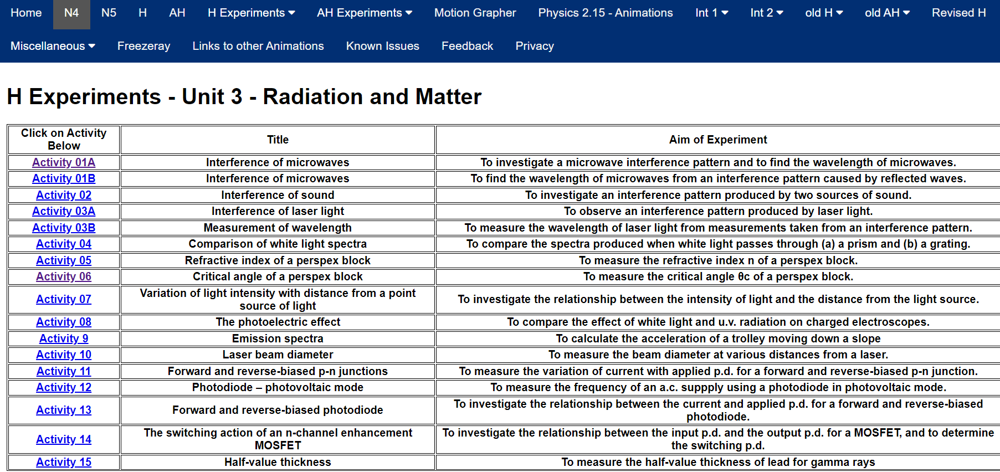 Home N4 N5 H AH H Experiments AH Experiments Motion Grapher Physics 2.15 - Animations Int 1 Int 2 old H old AH Revised H
Miscellaneous Freezeray Links to other Animations Known Issues Feedback Privacy
H Experiments - Unit 3 - Radiation and Matter
Click on Activity
Below
Title
Aim of Experiment
Activity 01A Interference of microwaves To investigate a microwave interference pattern and to find the wavelength of microwaves.
Activity 01B Interference of microwaves To find the wavelength of microwaves from an interference pattern caused by reflected waves.
Activity 02 Interference of sound To investigate an interference pattern produced by two sources of sound.
Activity 03A Interference of laser light To observe an interference pattern produced by laser light.
Activity 03B Measurement of wavelength To measure the wavelength of laser light from measurements taken from an interference pattern.
Activity 04 Comparison of white light spectra To compare the spectra produced when white light passes through (a) a prism and (b) a grating.
Activity 05 Refractive index of a perspex block To measure the refractive index n of a perspex block.
Activity 06 Critical angle of a perspex block To measure the critical angle θc of a perspex block.
Activity 07
Variation of light intensity with distance from a point
source of light
To investigate the relationship between the intensity of light and the distance from the light source.
Activity 08 The photoelectric effect To compare the effect of white light and u.v. radiation on charged electroscopes.
Activity 9 Emission spectra To calculate the acceleration of a trolley moving down a slope
Activity 10 Laser beam diameter To measure the beam diameter at various distances from a laser.
Activity 11 Forward and reverse-biased p-n junctions To measure the variation of current with applied p.d. for a forward and reverse-biased p-n junction.
Activity 12 Photodiode – photovoltaic mode To measure the frequency of an a.c. suppply using a photodiode in photovoltaic mode.
Activity 13 Forward and reverse-biased photodiode
To investigate the relationship between the current and applied p.d. for a forward and reverse-biased
photodiode.
Activity 14
The switching action of an n-channel enhancement
MOSFET
To investigate the relationship between the input p.d. and the output p.d. for a MOSFET, and to determine
the switching p.d.
Activity 15 Half-value thickness To measure the half-value thickness of lead for gamma rays